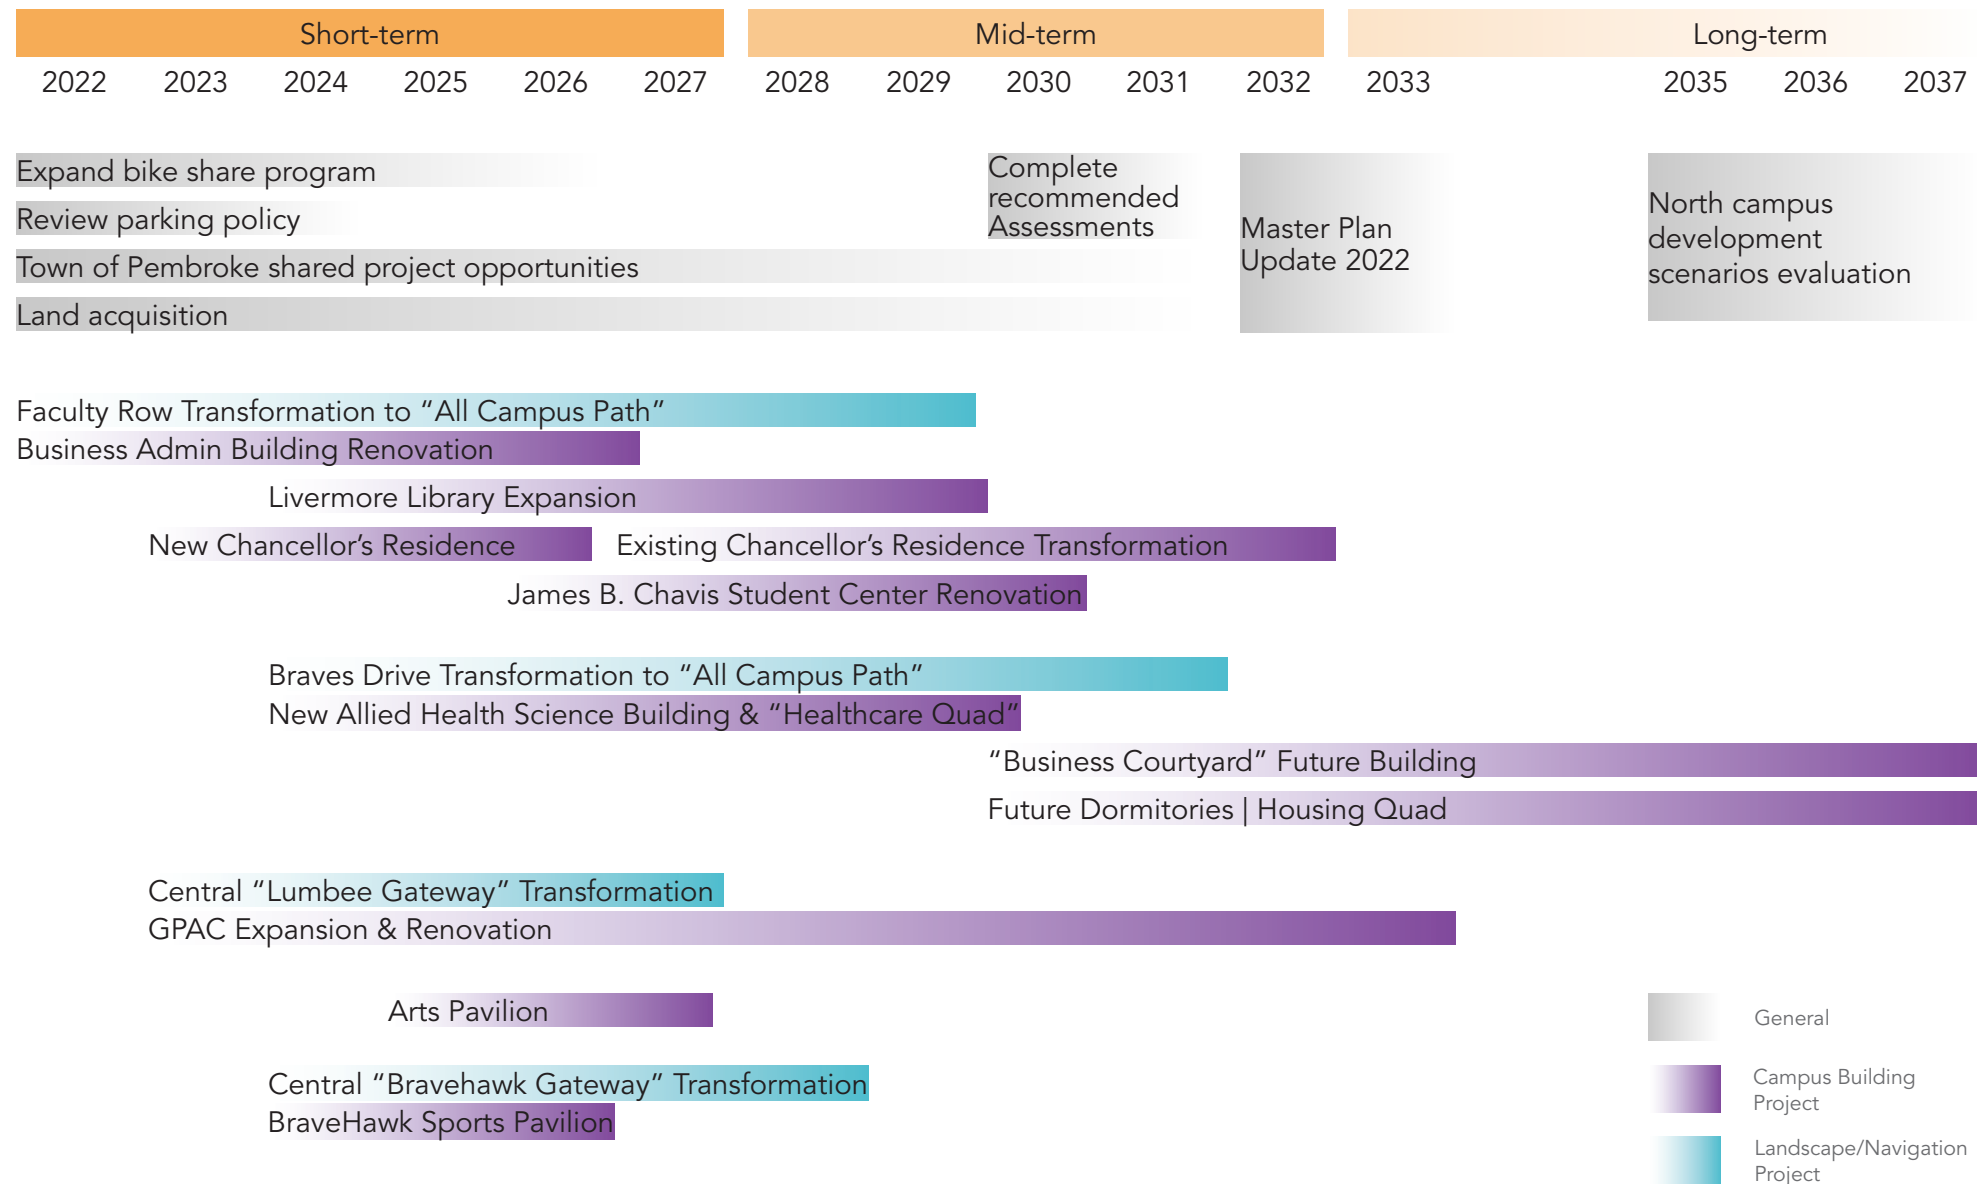 Short-term Mid-term Long-term
2022 2023 2024 2025 2026 2027 2028 2029 2030 2031 2032 2033 2035 2036 2037
Expand bike share program
Review parking policy
Town of Pembroke shared project opportunities
Land acquisition
Complete
recommended
Assessments
Master Plan
Update 2022
North campus
development
scenarios evaluation
Faculty Row Transformation to “All Campus Path”
Business Admin Building Renovation
Livermore Library Expansion
New Chancellor’s Residence Existing Chancellor’s Residence Transformation
James B. Chavis Student Center Renovation
Braves Drive Transformation to “All Campus Path”
New Allied Health Science Building & “Healthcare Quad”
“Business Courtyard” Future Building
Future Dormitories | Housing Quad
Central “Lumbee Gateway” Transformation
GPAC Expansion & Renovation
Arts Pavilion
Central “Bravehawk Gateway” Transformation
BraveHawk Sports Pavilion
General
Campus Building
Project
Landscape/Navigation
Project